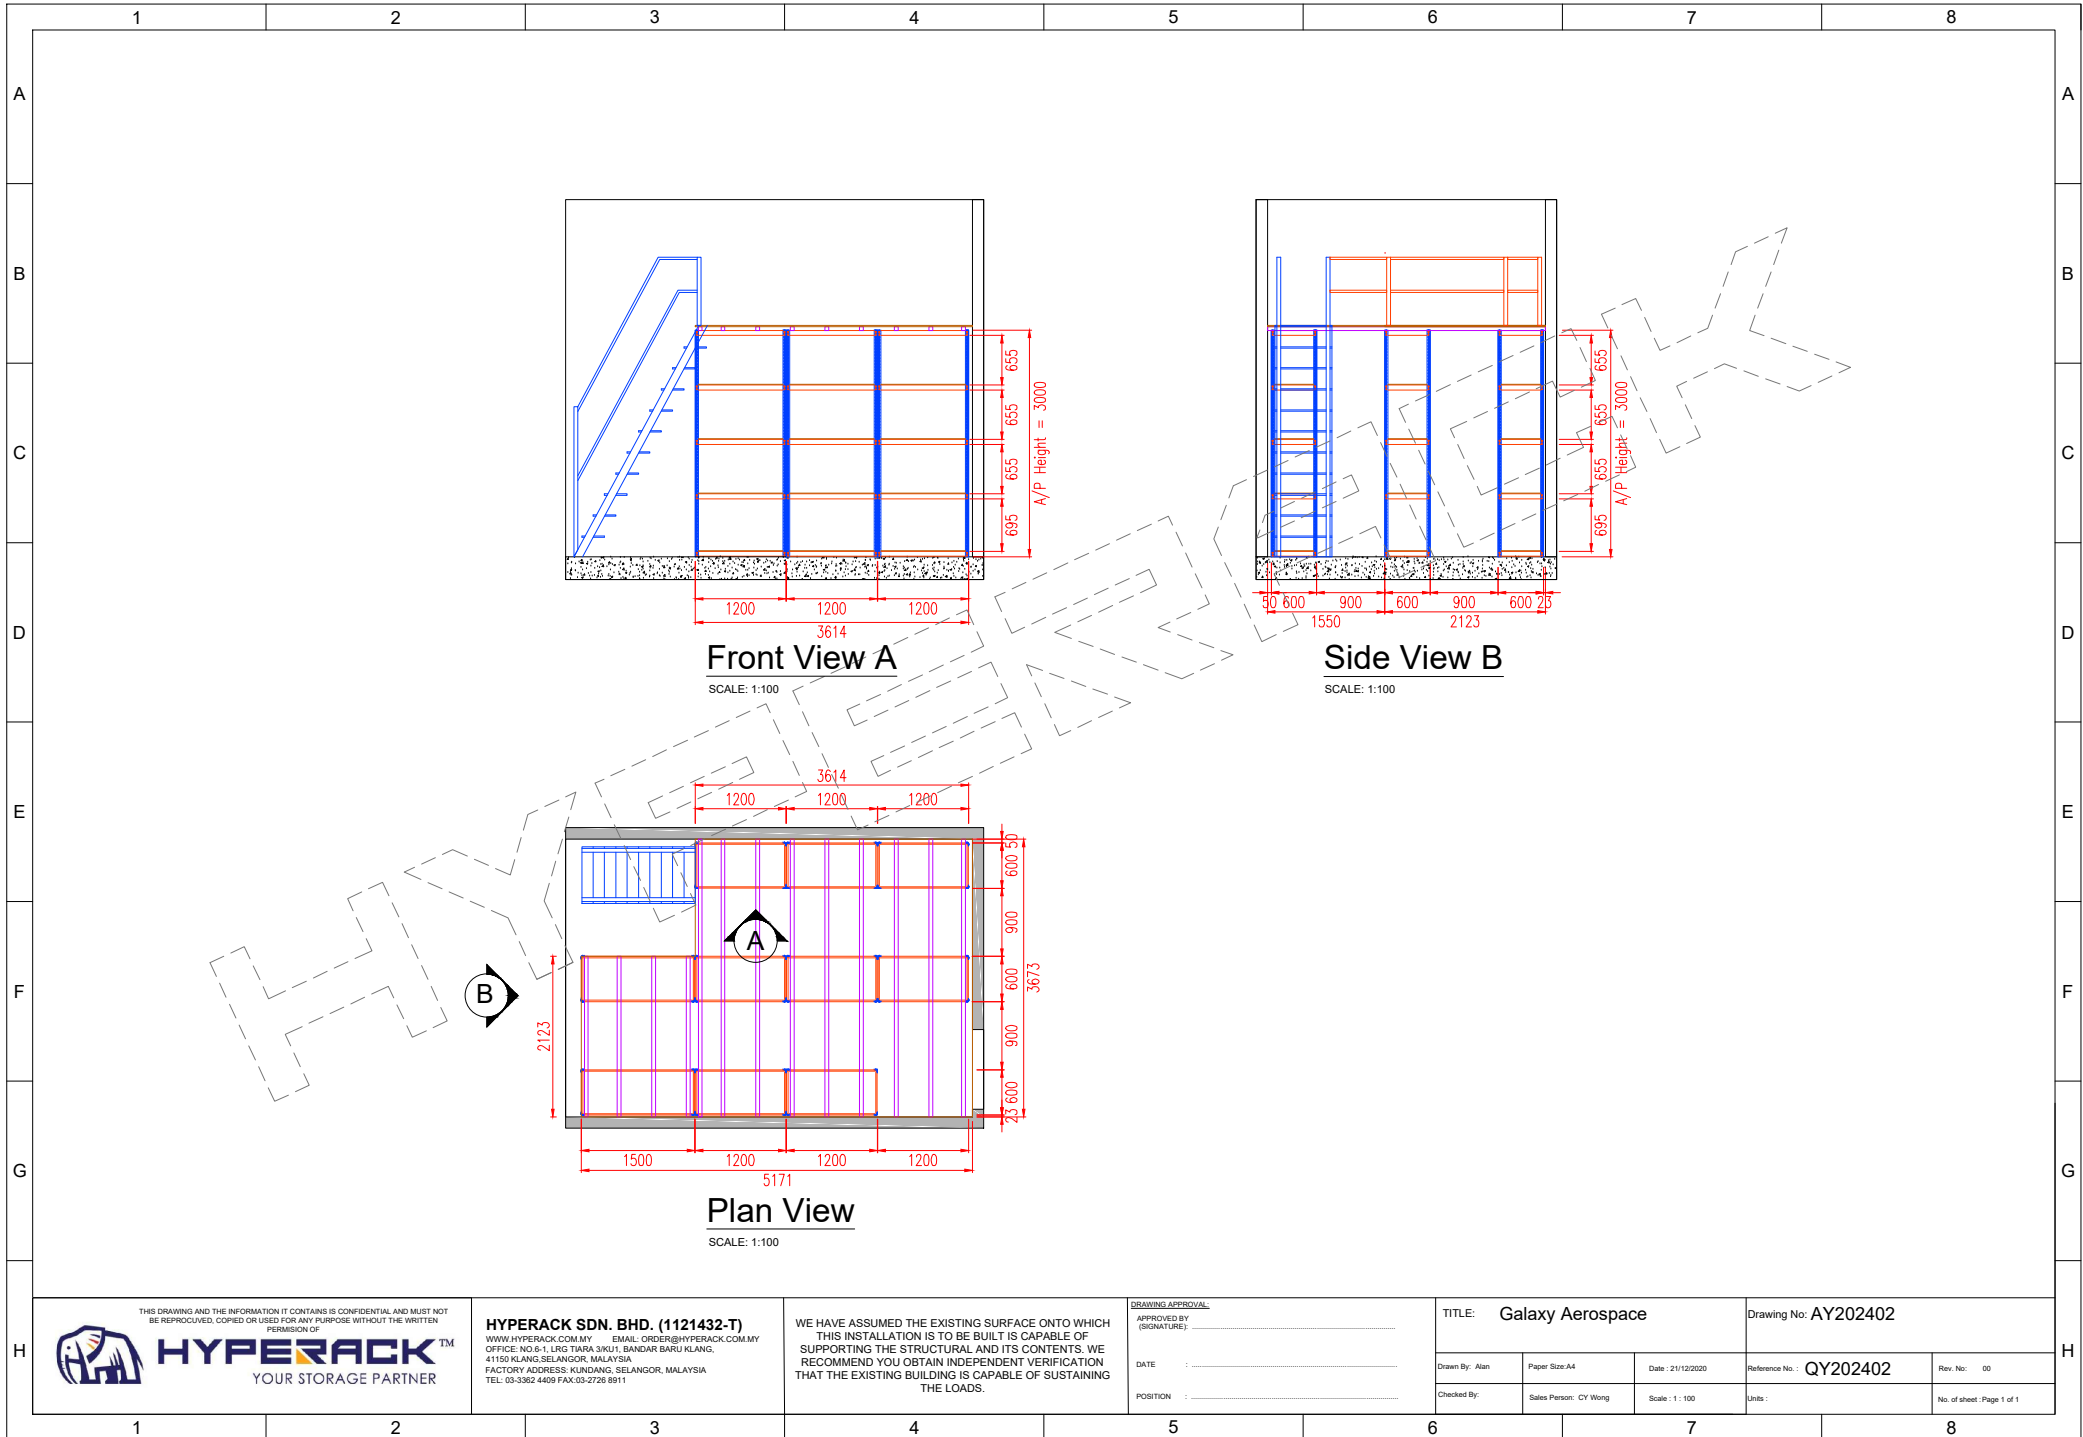 1 2 3 4 5 6 7 8
A A
B B
C C
D D
E E
F F
G G
H H
655
655
655
695
A/P Height = 3000
1200 1200 1200
3614
Front View A
SCALE: 1:100
655
655
655
695
A/P Height = 3000
50 600 900 600 900 600 23
1550 2123
Side View B
SCALE: 1:100
HYPERRACK
3614
1200 1200 1200
50
600
900
600
900
600
23
3673
A
B
2123
1500 1200 1200 1200
5171
Plan View
SCALE: 1:100
THIS DRAWING AND THE INFORMATION IT CONTAINS IS CONFIDENTIAL AND MUST NOT
BE REPROCUVED, COPIED OR USED FOR ANY PURPOSE WITHOUT THE WRITTEN
PERMISION OF
HYPERACK™
YOUR STORAGE PARTNER
HYPERACK SDN. BHD. (1121432-T)
WWW.HYPERACK.COM.MY EMAIL: ORDER@HYPERACK.COM.MY
OFFICE: NO.6-1, LRG TIARA 3/KU1, BANDAR BARU KLANG,
41150 KLANG,SELANGOR, MALAYSIA
FACTORY ADDRESS: KUNDANG, SELANGOR, MALAYSIA
TEL: 03-3362 4409 FAX:03-2726 8911
WE HAVE ASSUMED THE EXISTING SURFACE ONTO WHICH
THIS INSTALLATION IS TO BE BUILT IS CAPABLE OF
SUPPORTING THE STRUCTURAL AND ITS CONTENTS. WE
RECOMMEND YOU OBTAIN INDEPENDENT VERIFICATION
THAT THE EXISTING BUILDING IS CAPABLE OF SUSTAINING
THE LOADS.
DRAWING APPROVAL:
APPROVED BY
(SIGNATURE):
DATE :
POSITION :
TITLE: Galaxy Aerospace
Drawing No: AY202402
Drawn By: Alan
Paper Size:A4
Date : 21/12/2020
Reference No. : QY202402
Rev. No: 00
Checked By:
Sales Person: CY Wong
Scale : 1 : 100
Units :
No. of sheet :Page 1 of 1
1 2 3 4 5 6 7 8